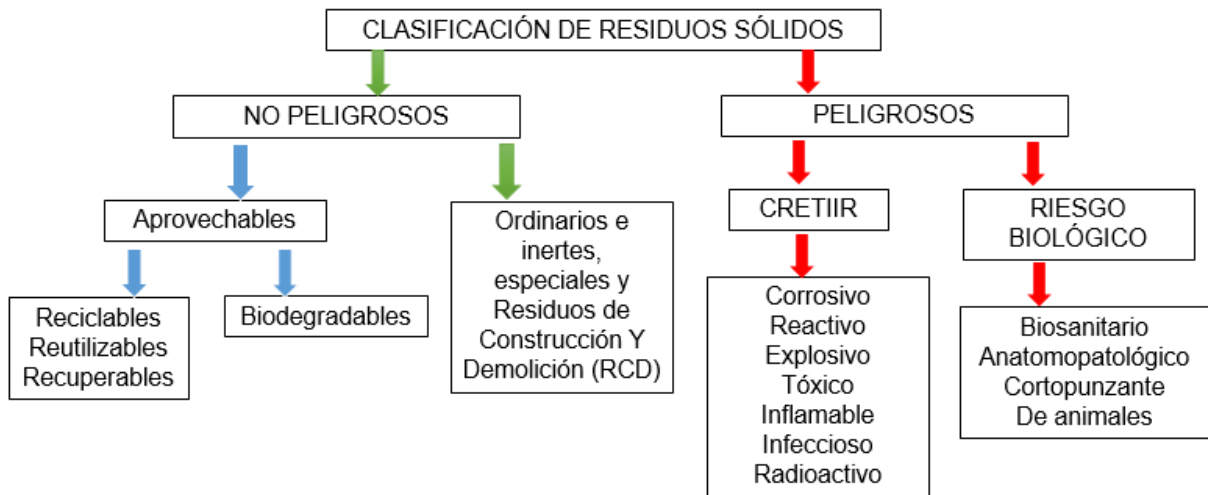 CLASIFICACIÓN DE RESIDUOS SÓLIDOS
NO PELIGROSOS
PELIGROSOS
Aprovechables
Ordinarios e
inertes,
especiales y
Residuos de
Construcción Y
Demolición (RCD)
CRETIIR
RIESGO
BIOLÓGICO
Reciclables
Reutilizables
Recuperables
Biodegradables
Corrosivo
Reactivo
Explosivo
Tóxico
Inflamable
Infeccioso
Radioactivo
Biosanitario
Anatomopatológico
Cortopunzante
De animales